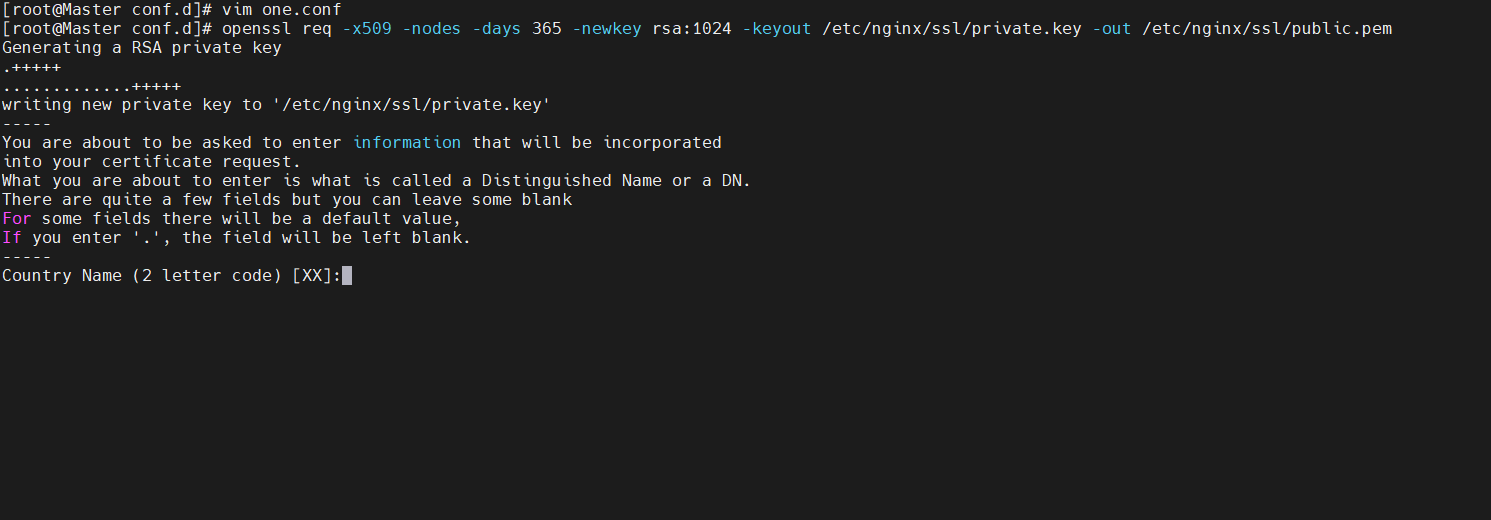 [root@Master conf.d]# vim one.conf
[root@Master conf.d]# openssl req -x509 -nodes -days 365 -newkey rsa:1024 -keyout /etc/nginx/ssl/private.key -out /etc/nginx/ssl/public.pem
Generating a RSA private key
.+++++
.............+++++
writing new private key to '/etc/nginx/ssl/private.key'
-----
You are about to be asked to enter information that will be incorporated
into your certificate request.
What you are about to enter is what is called a Distinguished Name or a DN.
There are quite a few fields but you can leave some blank
For some fields there will be a default value,
If you enter '.', the field will be left blank.
-----
Country Name (2 letter code) [XX]: